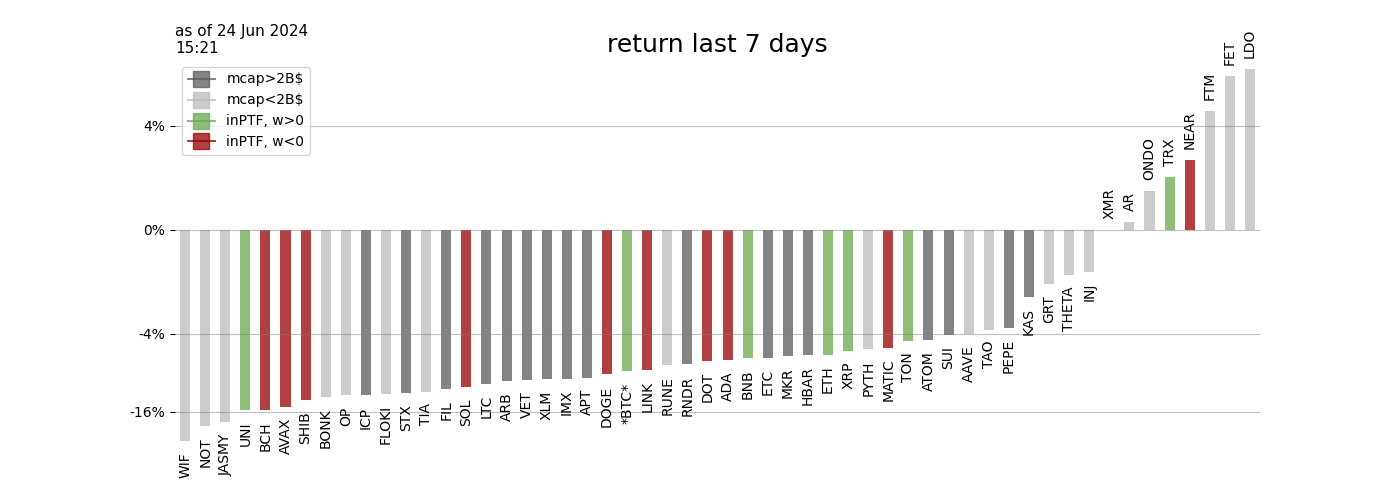 as of 24 Jun 2024
15:21
return last 7 days
mcap>2B$
mcap<2B$
inPTF, w>0
inPTF, w<0
4%
0%
-4%
-16%
WIF
NOT
JASMY
UNI
BCH
AVAX
SHIB
BONK
OP
ICP
FLOKI
STX
TIA
FIL
SOL
LTC
ARB
VET
XLM
IMX
APT
DOGE
*BTC*
LINK
RUNE
RNDR
DOT
ADA
BNB
ETC
MKR
HBAR
ETH
XRP
PYTH
MATIC
TON
ATOM
SUI
AAVE
TAO
PEPE
KAS
GRT
THETA
INJ
XMR
AR
ONDO
TRX
NEAR
FTM
FET
LDO